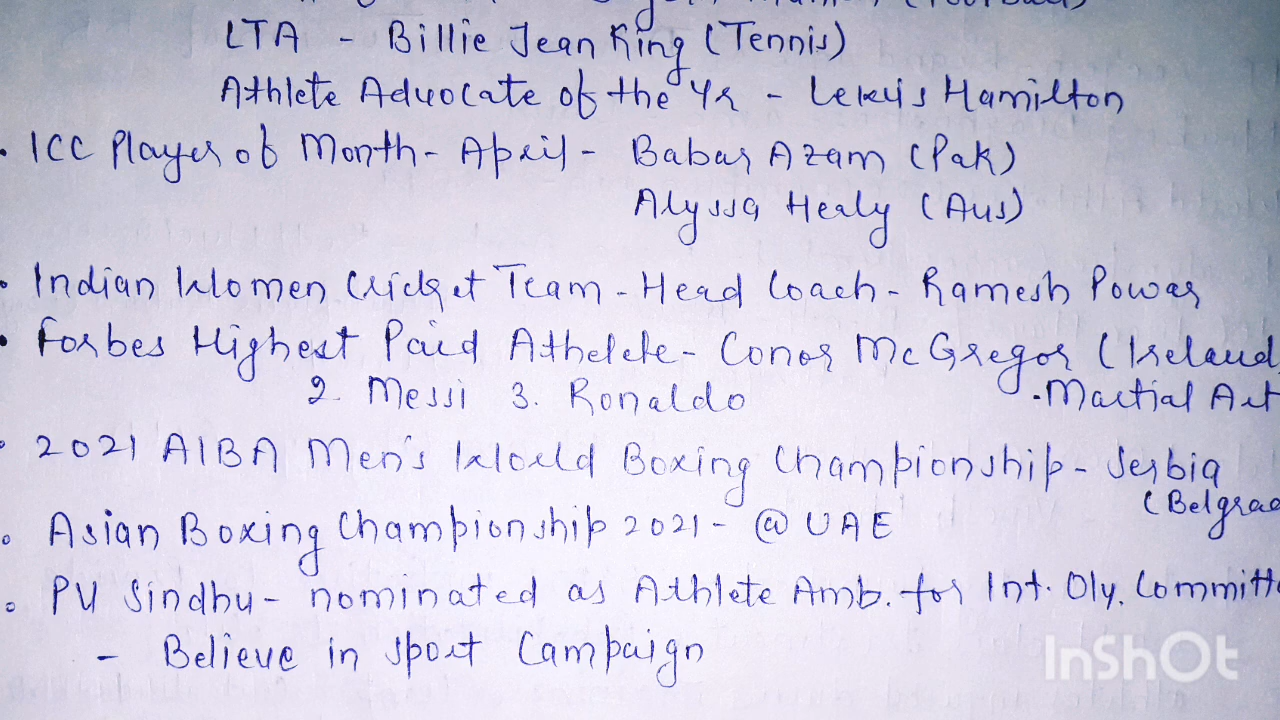 LTA - Billie Jean King (Tennis)
Athlete Advocate of the Yr - Lewis Hamilton
• ICC Player of Month - April - Babar Azam (Pak)
Alyssa Heały (Aus)
• Indian Women Cricket Team - Head Coach - Ramesh Powar
• Forbes Highest Paid Athelete - Conor McGregor (Ireland
2. Messi 3. Ronaldo
• Martial Art
• 2021 AIBA Men's World Boxing Championship - Serbia
(Belgrad
• Asian Boxing Championship 2021 - @ UAE
• PV Sindhu - nominated as Athlete Amb. for Int. Oly. Committe
- Believe in sport Campaign
InShOt